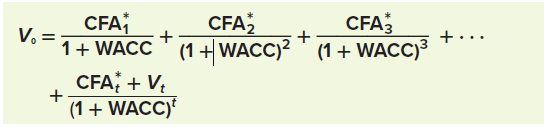 V₀ = CFA₁* / (1 + WACC) + CFA₂* / (1 + WACC)² + CFA₃* / (1 + WACC)³ + · · ·
+ (CFAₜ* + Vₜ) / (1 + WACC)ᵗ